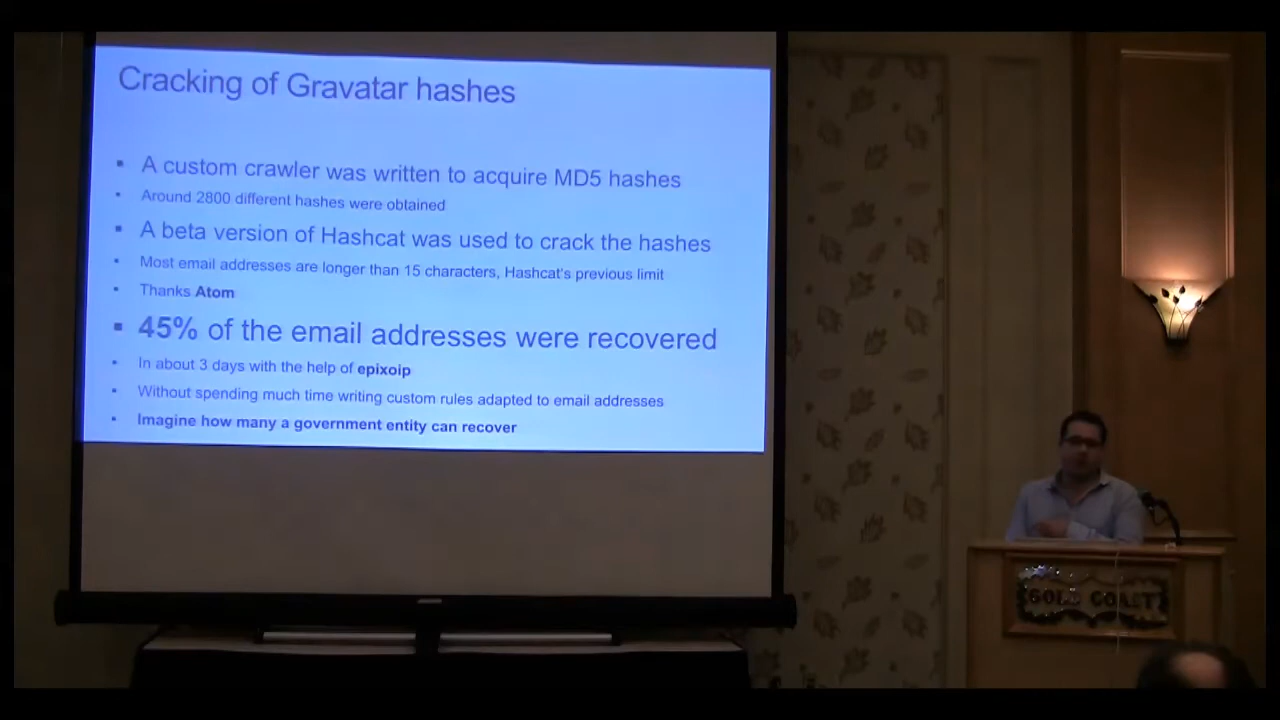 Cracking of Gravatar hashes
▪ A custom crawler was written to acquire MD5 hashes
▪ Around 2800 different hashes were obtained
▪ A beta version of Hashcat was used to crack the hashes
▪ Most email addresses are longer than 15 characters, Hashcat's previous limit
▪ Thanks Atom
▪ 45% of the email addresses were recovered
▪ In about 3 days with the help of epixoip
▪ Without spending much time writing custom rules adapted to email addresses
▪ Imagine how many a government entity can recover
GOLD COAST